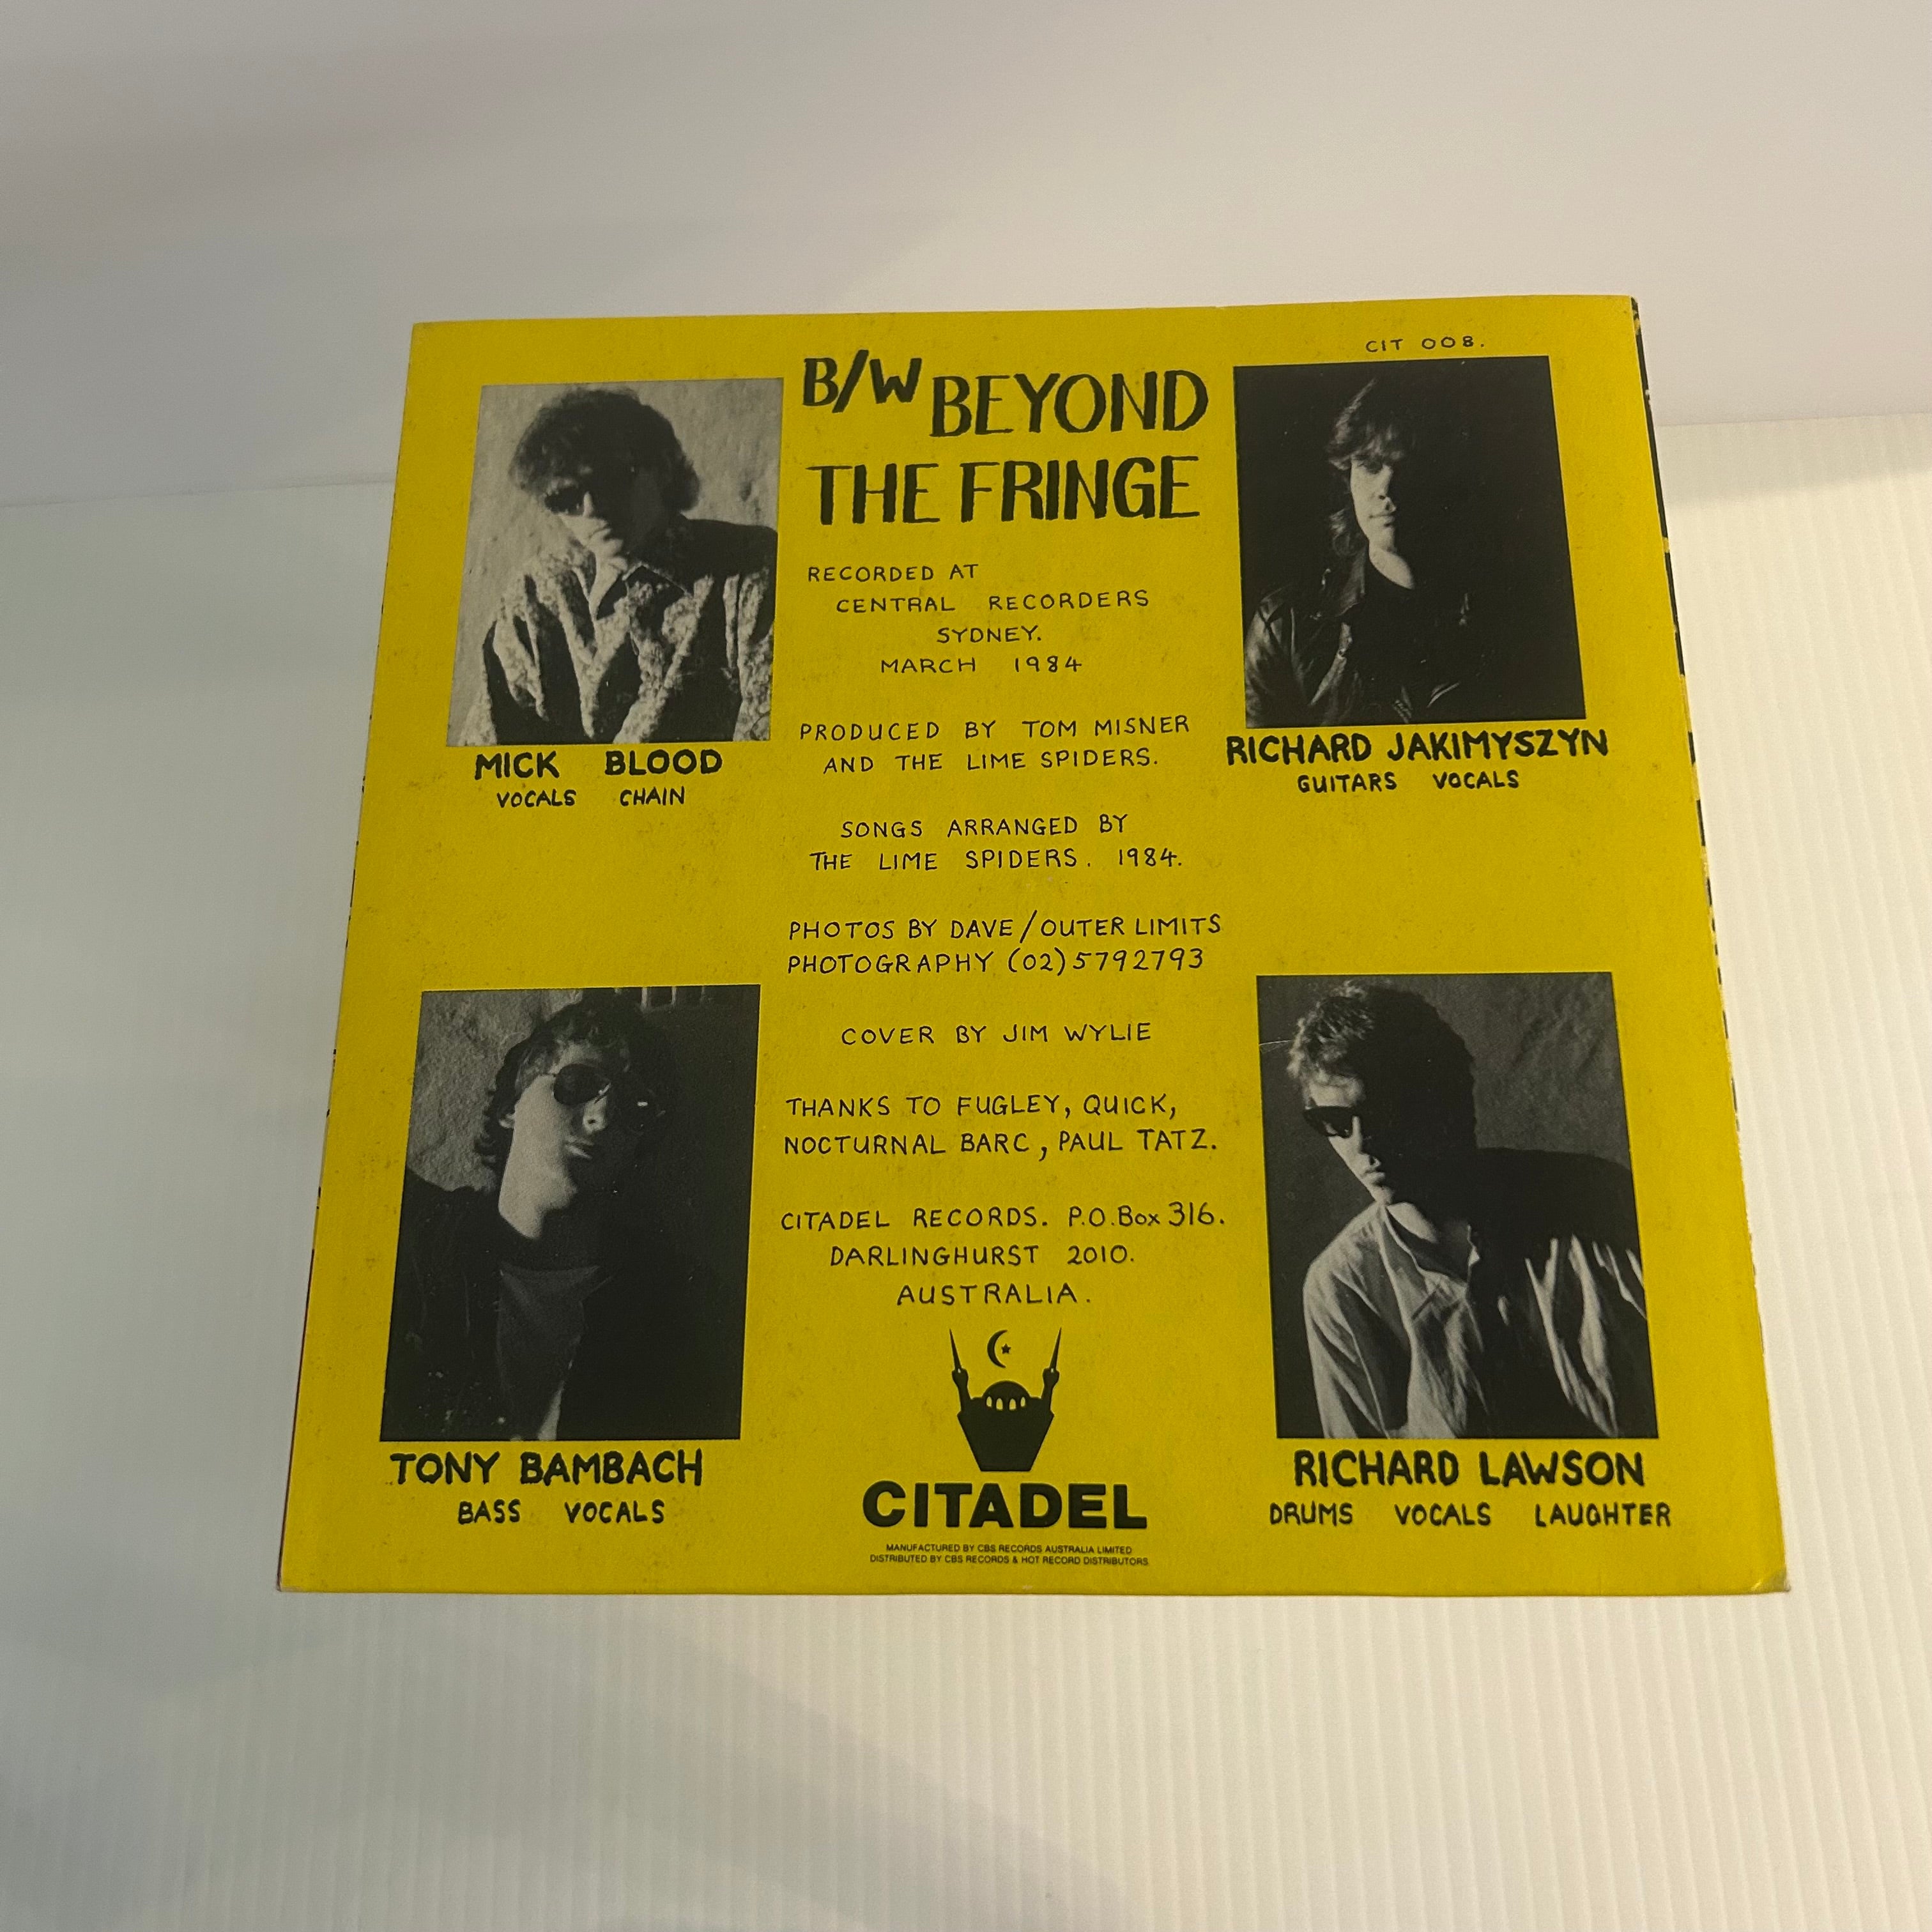 CIT 008.
B/W BEYOND
THE FRINGE
RECORDED AT
CENTRAL RECORDERS
SYDNEY.
MARCH 1984
MICK BLOOD
VOCALS CHAIN
RICHARD JAKIMYSZYN
GUITARS VOCALS
PRODUCED BY TOM MISNER
AND THE LIME SPIDERS.
SONGS ARRANGED BY
THE LIME SPIDERS. 1984.
PHOTOS BY DAVE/OUTER LIMITS
PHOTOGRAPHY (02)5792793
COVER BY JIM WYLIE
THANKS TO FUGLEY, QUICK,
NOCTURNAL BARC, PAUL TATZ.
CITADEL RECORDS. P.O.Box 316.
DARLINGHURST 2010.
AUSTRALIA.
TONY BAMBACH
BASS VOCALS
RICHARD LAWSON
DRUMS VOCALS LAUGHTER
CITADEL
MANUFACTURED BY CBS RECORDS AUSTRALIA LIMITED
DISTRIBUTED BY CBS RECORDS & HOT RECORD DISTRIBUTORS